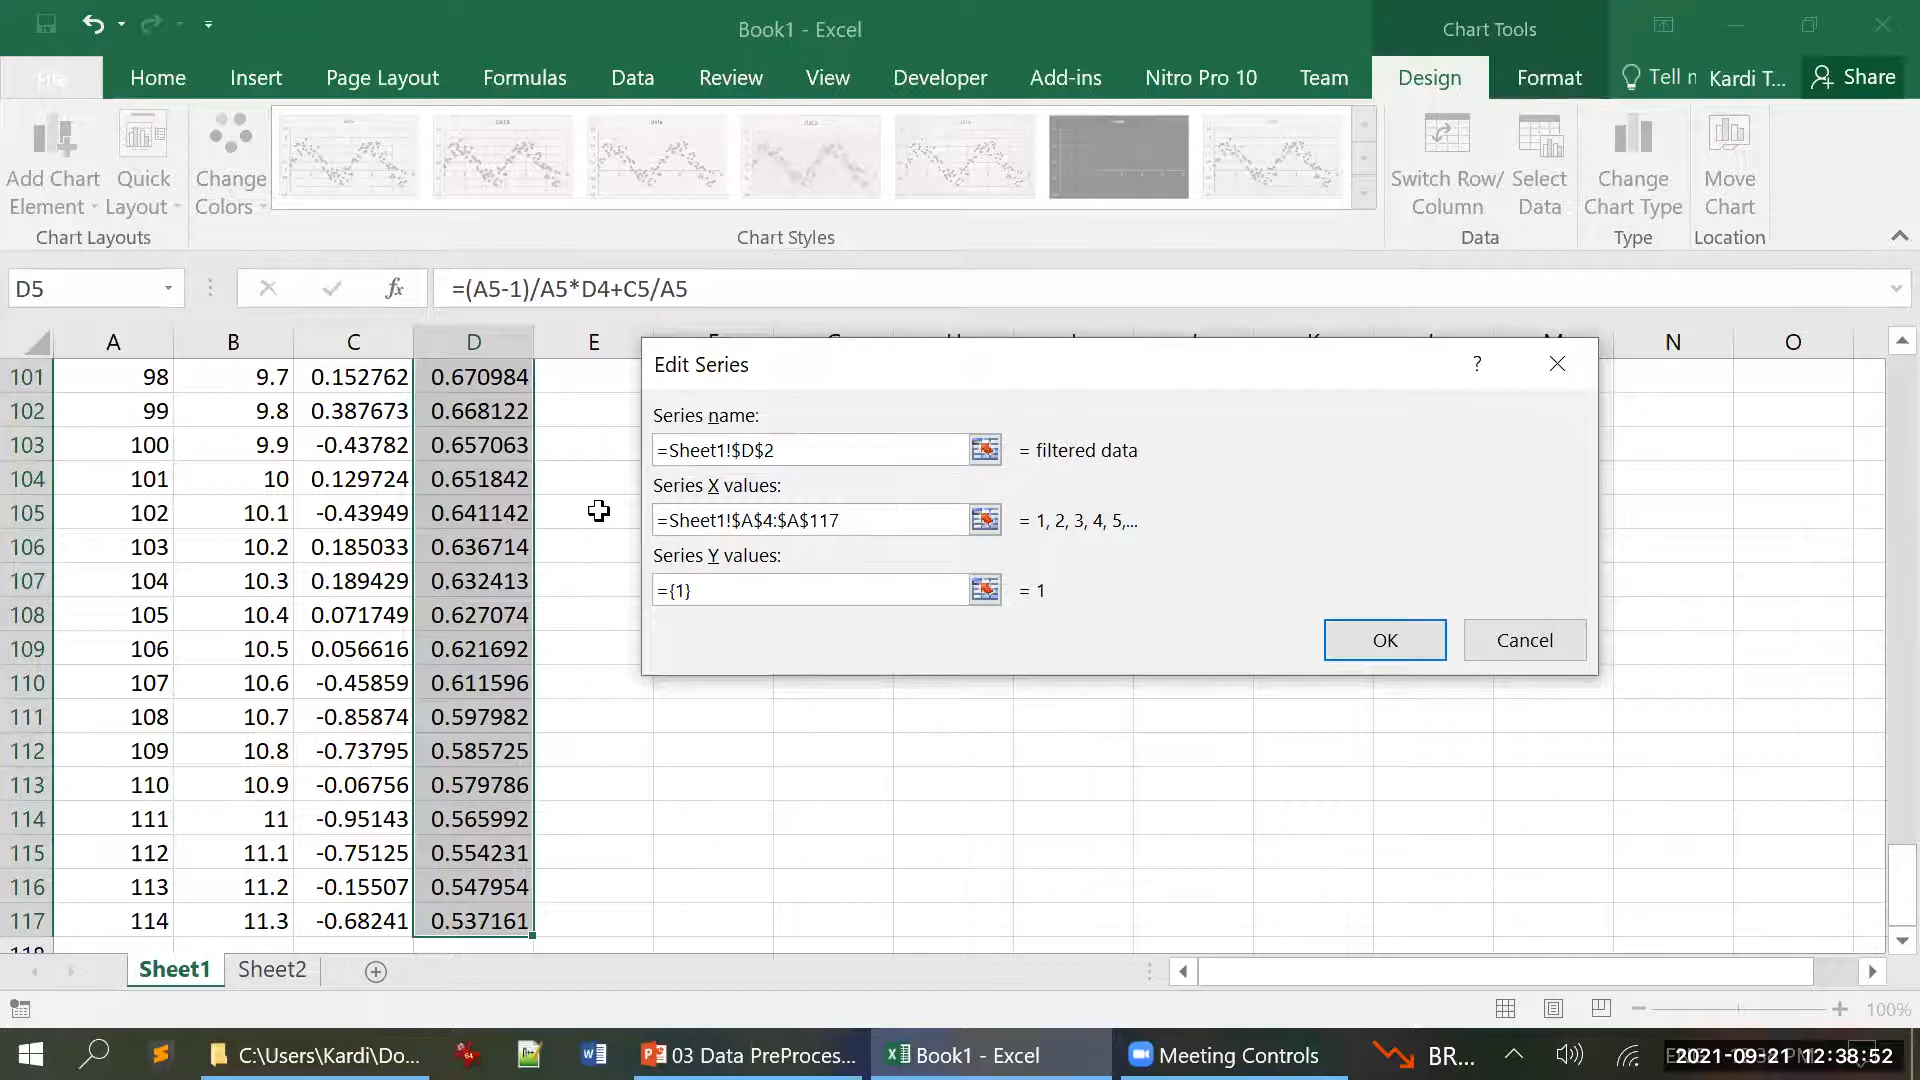 Book1 - Excel
Chart Tools
File
Home
Insert
Page Layout
Formulas
Data
Review
View
Developer
Add-ins
Nitro Pro 10
Team
Design
Format
Tell
Kardi T...
Share
Add Chart
Element
Quick
Layout
Change
Colors
Switch Row/
Column
Select
Data
Change
Chart Type
Move
Chart
Chart Layouts
Chart Styles
Data
Type
Location
D5
fx
=(A5-1)/A5*D4+C5/A5
A B C D E N O
101 98 9.7 0.152762 0.670984
102 99 9.8 0.387673 0.668122
103 100 9.9 -0.43782 0.657063
104 101 10 0.129724 0.651842
105 102 10.1 -0.43949 0.641142
106 103 10.2 0.185033 0.636714
107 104 10.3 0.189429 0.632413
108 105 10.4 0.071749 0.627074
109 106 10.5 0.056616 0.621692
110 107 10.6 -0.45859 0.611596
111 108 10.7 -0.85874 0.597982
112 109 10.8 -0.73795 0.585725
113 110 10.9 -0.06756 0.579786
114 111 11 -0.95143 0.565992
115 112 11.1 -0.75125 0.554231
116 113 11.2 -0.15507 0.547954
117 114 11.3 -0.68241 0.537161
Edit Series
?
Series name:
=Sheet1!$D$2
= filtered data
Series X values:
=Sheet1!$A$4:$A$117
= 1, 2, 3, 4, 5,...
Series Y values:
={1}
= 1
OK
Cancel
Sheet1
Sheet2
100%
C:\Users\Kardi\Do...
03 Data PreProces...
Book1 - Excel
Meeting Controls
BR...
2021-09-21 12:38:52